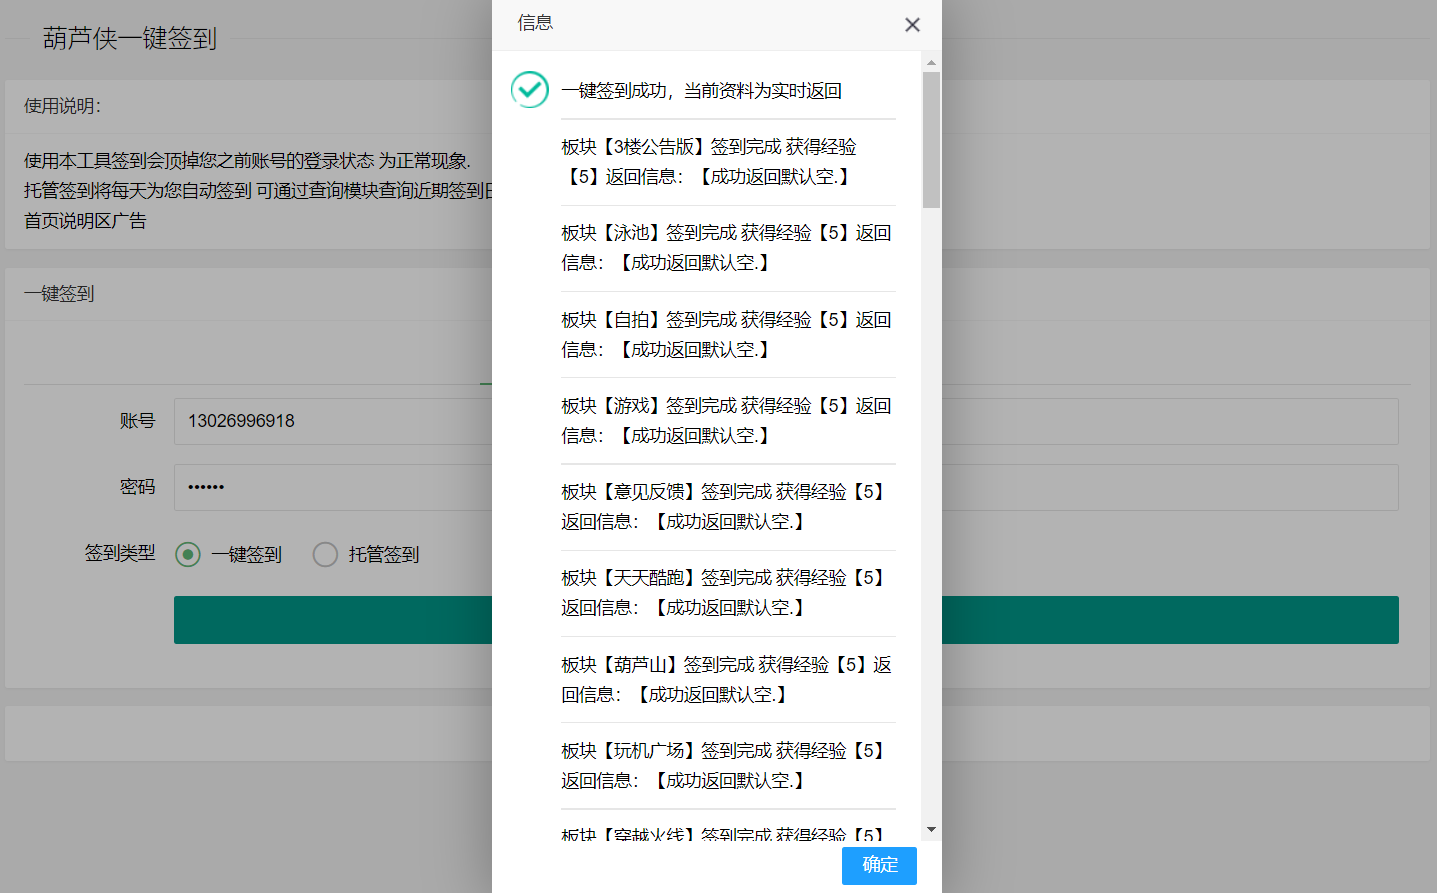 葫芦侠一键签到
使用说明：
使用本工具签到会顶掉您之前账号的登录状态 为正常现象.
托管签到将每天为您自动签到 可通过查询模块查询近期签到
首页说明区广告
一键签到
账号
13026996918
密码
••••••
签到类型
一键签到
托管签到
信息
一键签到成功，当前资料为实时返回
板块【3楼公告版】签到完成 获得经验
【5】返回信息：【成功返回默认空.】
板块【泳池】签到完成 获得经验【5】返回
信息：【成功返回默认空.】
板块【自拍】签到完成 获得经验【5】返回
信息：【成功返回默认空.】
板块【游戏】签到完成 获得经验【5】返回
信息：【成功返回默认空.】
板块【意见反馈】签到完成 获得经验【5】
返回信息：【成功返回默认空.】
板块【天天酷跑】签到完成 获得经验【5】
返回信息：【成功返回默认空.】
板块【葫芦山】签到完成 获得经验【5】返
回信息：【成功返回默认空.】
板块【玩机广场】签到完成 获得经验【5】
返回信息：【成功返回默认空.】
板块【穿越火线】签到完成 获得经验【5】
确定